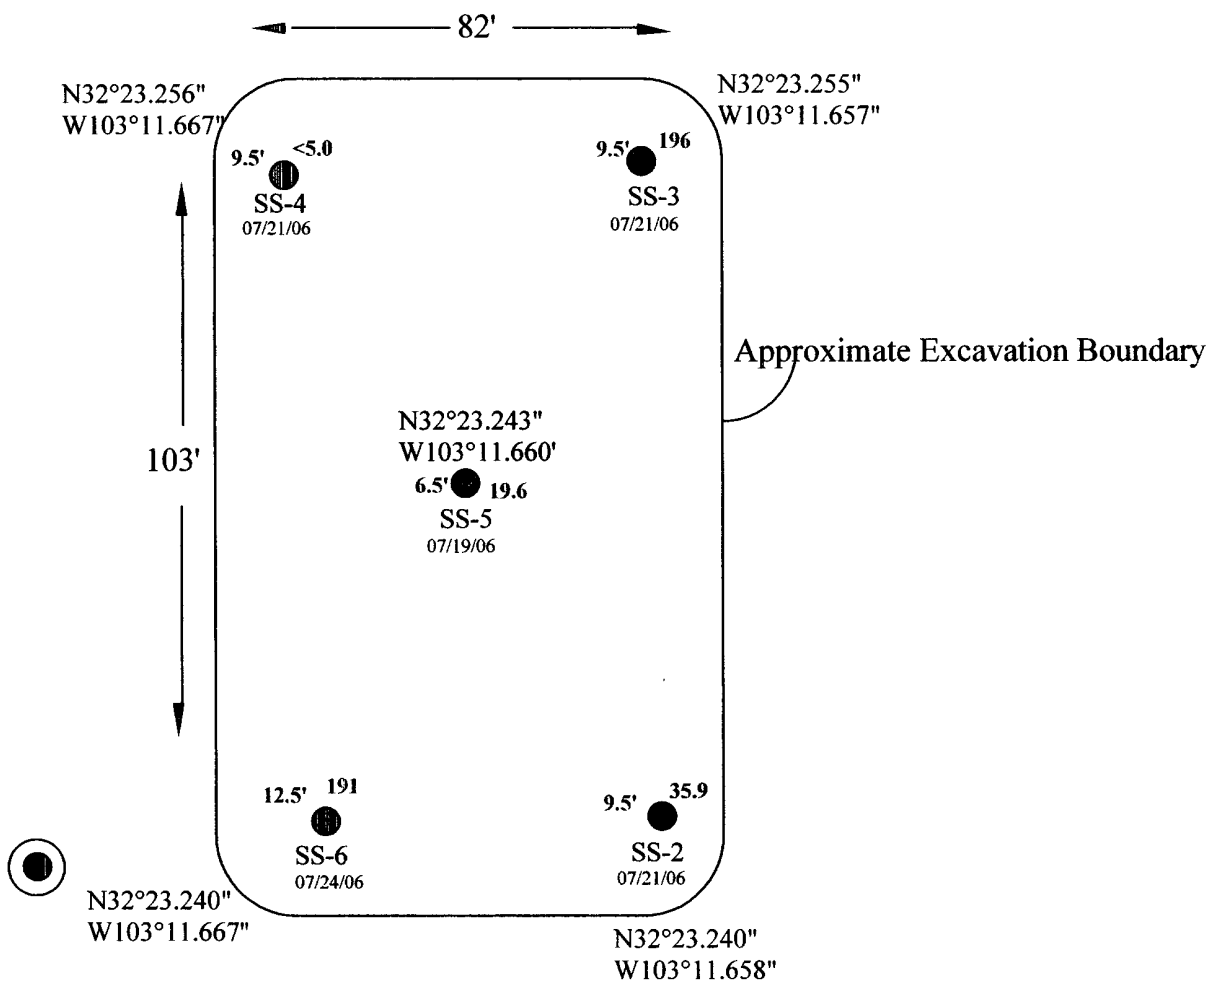 82'
N32°23.256"
W103°11.667"
N32°23.255"
W103°11.657"
9.5' <5.0
SS-4
07/21/06
9.5' 196
SS-3
07/21/06
Approximate Excavation Boundary
103'
N32°23.243"
W103°11.660'
6.5' 19.6
SS-5
07/19/06
12.5' 191
SS-6
07/24/06
9.5' 35.9
SS-2
07/21/06
N32°23.240"
W103°11.667"
N32°23.240"
W103°11.658"